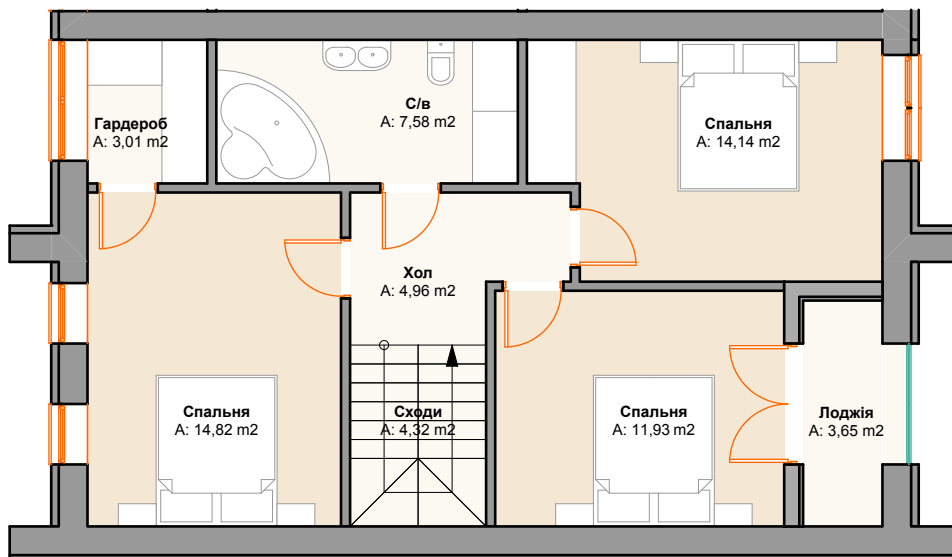 Гардероб
A: 3,01 m2
С/в
A: 7,58 m2
Спальня
A: 14,14 m2
Хол
A: 4,96 m2
Спальня
A: 14,82 m2
Сходи
A: 4,32 m2
Спальня
A: 11,93 m2
Лоджія
A: 3,65 m2